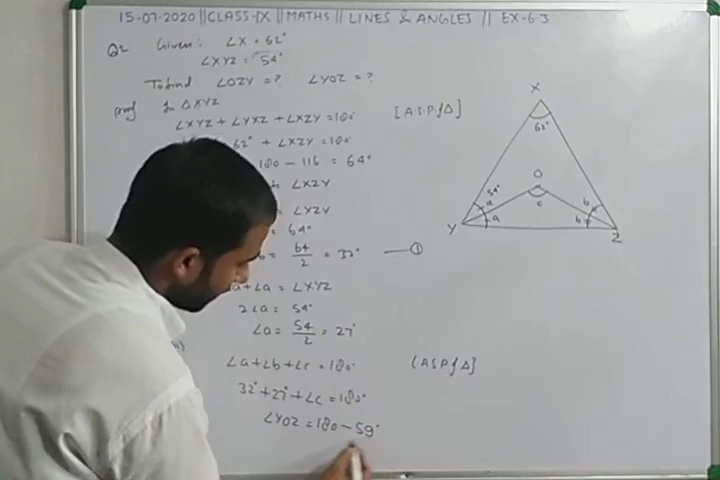 15-07-2020 || CLASS-IX || MATHS || LINES & ANGLES // EX-6.3
Q2 Given: ∠X = 62°
∠XYZ = 54°
To find ∠OZY = ? ∠YOZ = ?
proof In △XYZ
∠XYZ + ∠YXZ + ∠XZY = 180° [A.S.P of △]
62° + ∠XZY = 180°
180 - 116 = 64°
∠XZY
= ∠YZY
= 64°
= 64/2 = 32° — ①
∠a + ∠a = ∠XYZ
2∠a = 54°
∠a = 54/2 = 27°
∠a + ∠b + ∠c = 180° [ASP of △]
32° + 27° + ∠c = 180°
∠YOZ = 180 - 59°
X
62°
O
c
54°
a
a
b
b
Y
Z